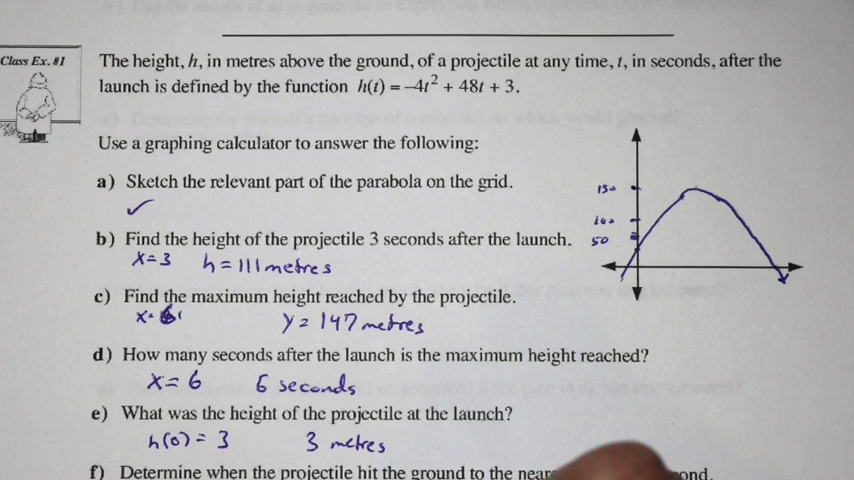 Class Ex. #1
The height, h, in metres above the ground, of a projectile at any time, t, in seconds, after the
launch is defined by the function h(t) = –4t² + 48t + 3.
Use a graphing calculator to answer the following:
a) Sketch the relevant part of the parabola on the grid.
✓
150
100
50
b) Find the height of the projectile 3 seconds after the launch.
x=3 h = 111 metres
c) Find the maximum height reached by the projectile.
y = 147 metres
d) How many seconds after the launch is the maximum height reached?
x = 6 6 seconds
e) What was the height of the projectile at the launch?
h(0) = 3 3 metres
f) Determine when the projectile hit the ground to the